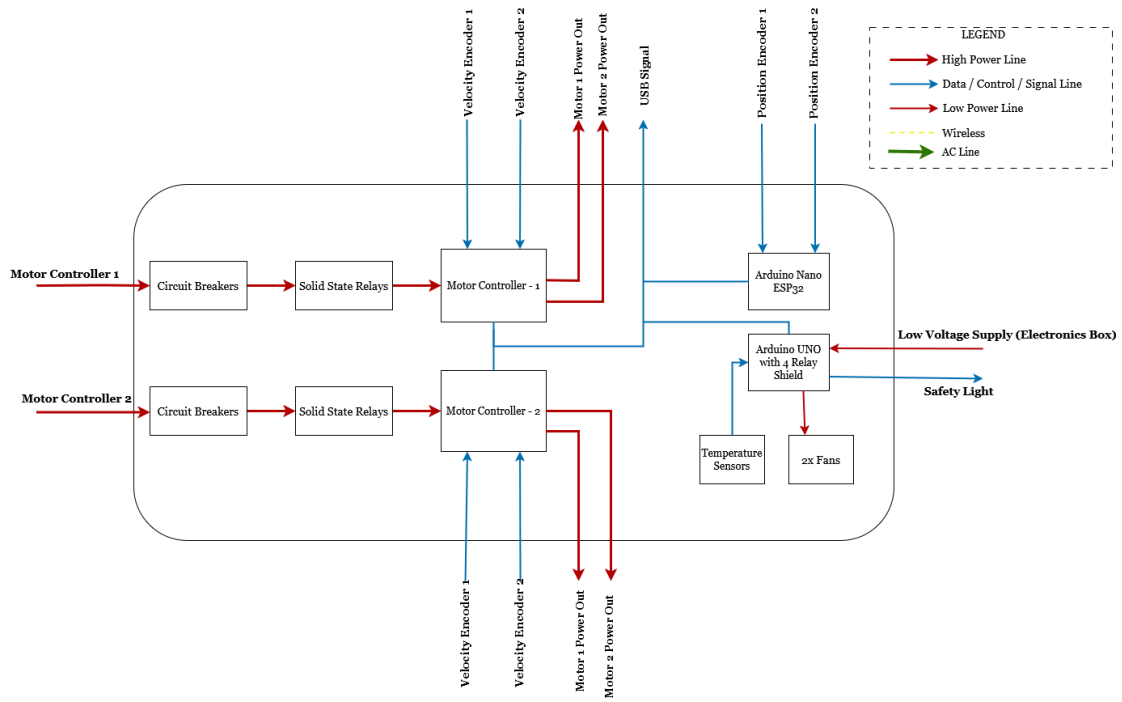 Velocity Encoder 1
Velocity Encoder 2
Motor 1 Power Out
Motor 2 Power Out
USB Signal
Position Encoder 1
Position Encoder 2
LEGEND
High Power Line
Data / Control / Signal Line
Low Power Line
Wireless
AC Line
Motor Controller 1
Circuit Breakers
Solid State Relays
Motor Controller - 1
Arduino Nano
ESP32
Low Voltage Supply (Electronics Box)
Arduino UNO
with 4 Relay
Shield
Safety Light
Motor Controller 2
Circuit Breakers
Solid State Relays
Motor Controller - 2
Temperature
Sensors
2x Fans
Velocity Encoder 1
Velocity Encoder 2
Motor 1 Power Out
Motor 2 Power Out